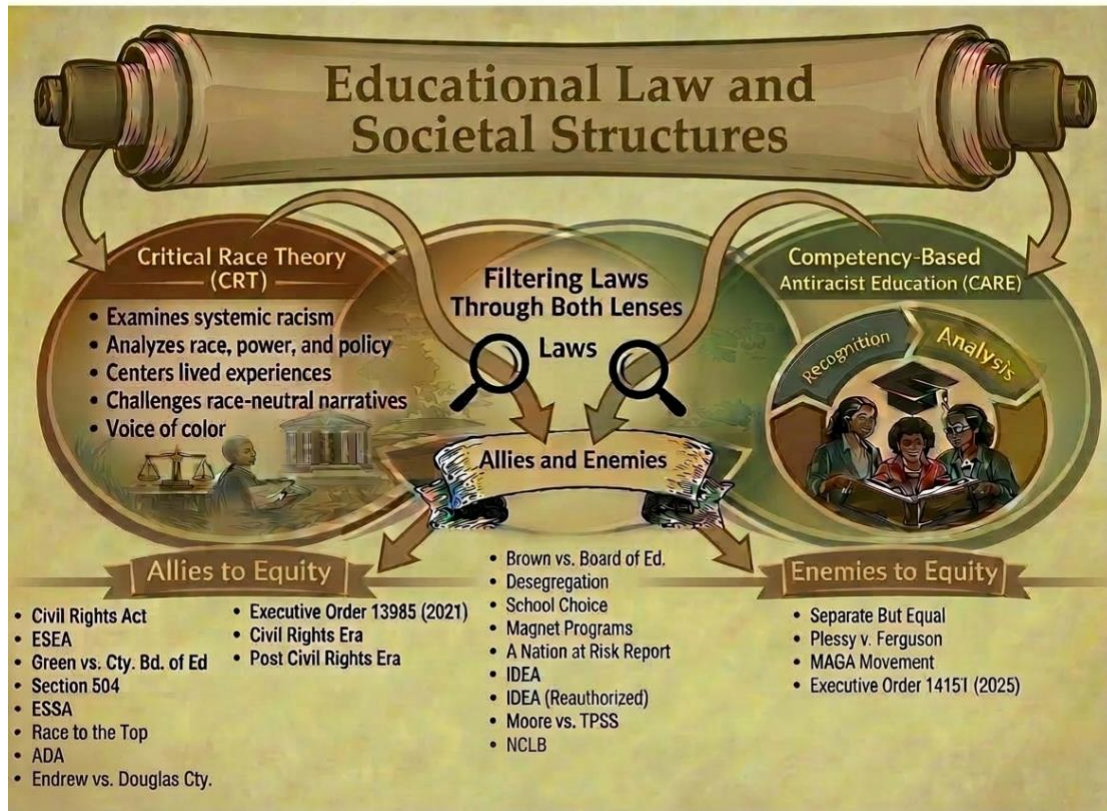 Educational Law and
Societal Structures
Critical Race Theory
(CRT)
• Examines systemic racism
• Analyzes race, power, and policy
• Centers lived experiences
• Challenges race-neutral narratives
• Voice of color
Filtering Laws
Through Both Lenses
Laws
Competency-Based
Antiracist Education (CARE)
Recognition
Analysis
Allies and Enemies
Allies to Equity
• Civil Rights Act
• ESEA
• Green vs. Cty. Bd. of Ed
• Section 504
• ESSA
• Race to the Top
• ADA
• Endrew vs. Douglas Cty.
• Executive Order 13985 (2021)
• Civil Rights Era
• Post Civil Rights Era
• Brown vs. Board of Ed.
• Desegregation
• School Choice
• Magnet Programs
• A Nation at Risk Report
• IDEA
• IDEA (Reauthorized)
• Moore vs. TPSS
• NCLB
Enemies to Equity
• Separate But Equal
• Plessy v. Ferguson
• MAGA Movement
• Executive Order 14151 (2025)